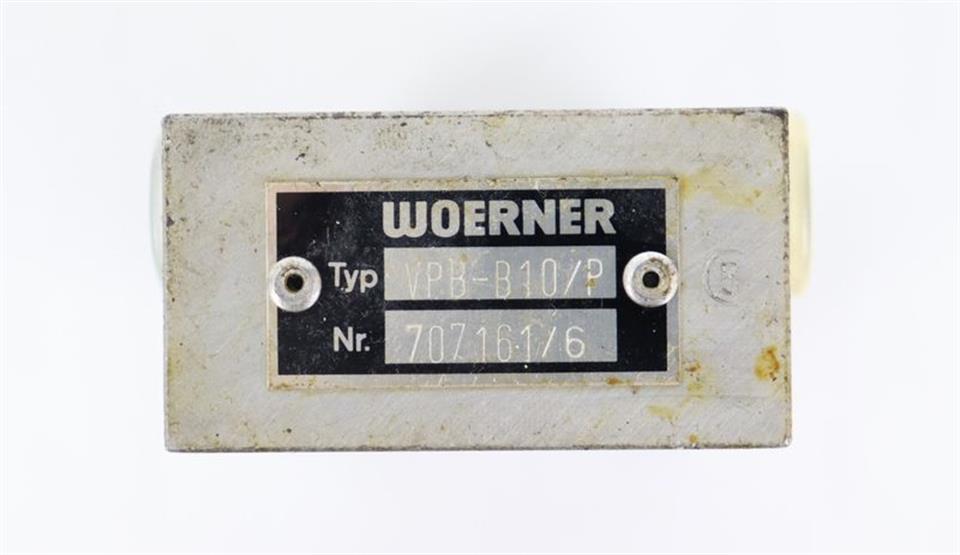 WOERNER
Typ VPB-B10/P
Nr. 707161/6